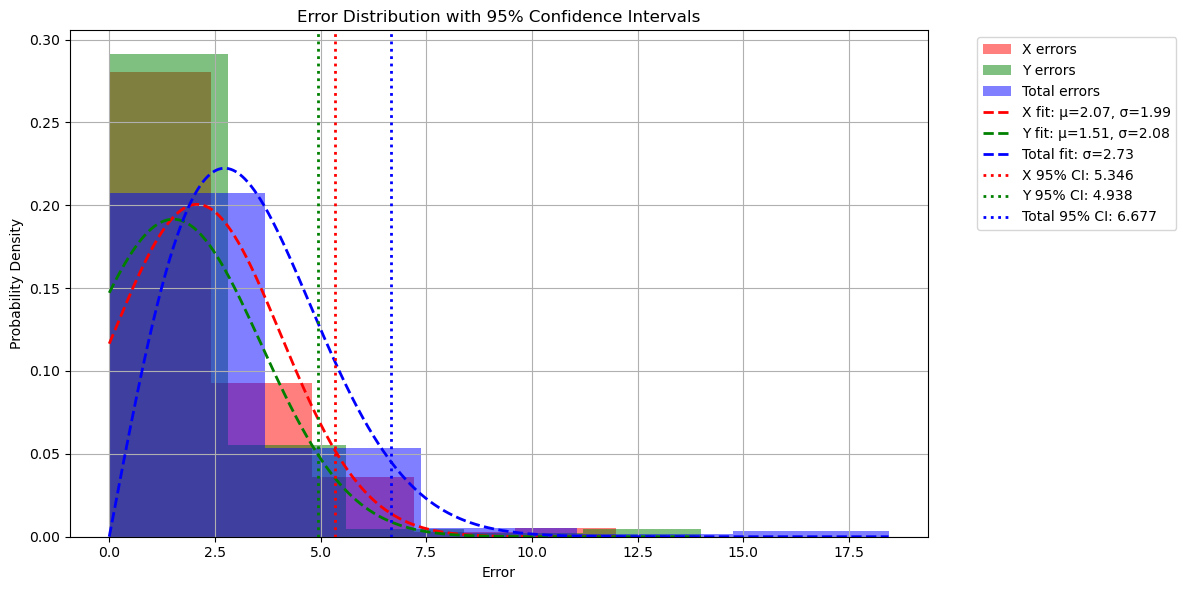 Error Distribution with 95% Confidence Intervals
0.30
0.25
0.20
0.15
0.10
0.05
0.00
Probability Density
0.0 2.5 5.0 7.5 10.0 12.5 15.0 17.5
Error
X errors
Y errors
Total errors
X fit: μ=2.07, σ=1.99
Y fit: μ=1.51, σ=2.08
Total fit: σ=2.73
X 95% CI: 5.346
Y 95% CI: 4.938
Total 95% CI: 6.677